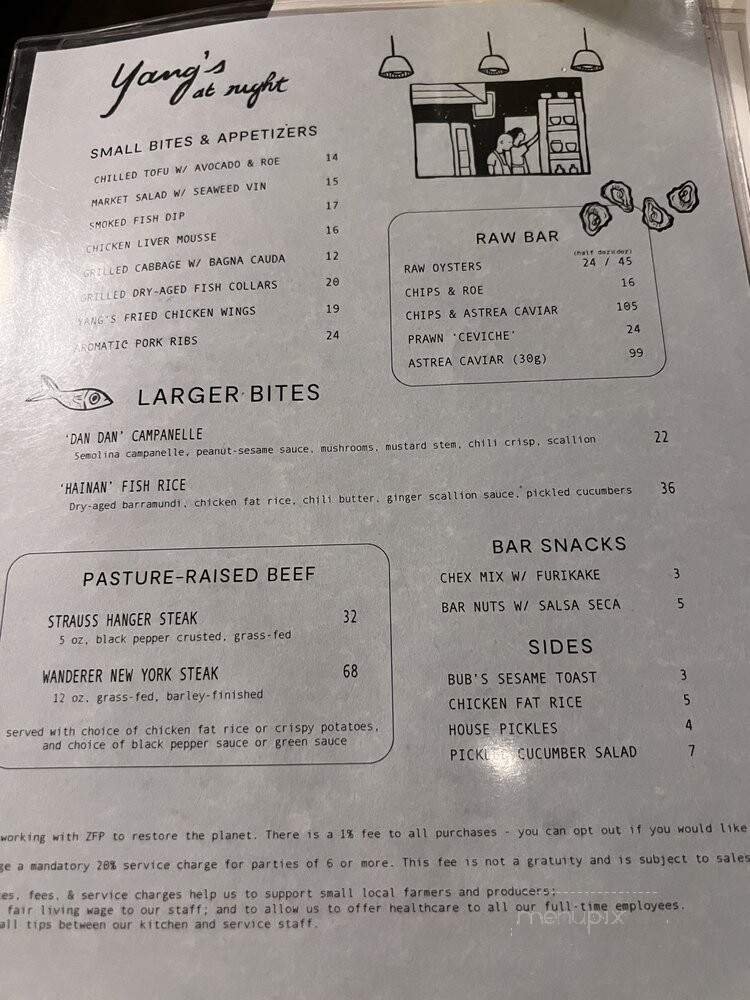 Yang's
at night
SMALL BITES & APPETIZERS
CHILLED TOFU W/ AVOCADO & ROE 14
MARKET SALAD W/ SEAWEED VIN 15
SMOKED FISH DIP 17
CHICKEN LIVER MOUSSE 16
GRILLED CABBAGE W/ BAGNA CAUDA 12
GRILLED DRY-AGED FISH COLLARS 20
YANG'S FRIED CHICKEN WINGS 19
AROMATIC PORK RIBS 24
RAW BAR
(half doz/doz)
RAW OYSTERS 24 / 45
CHIPS & ROE 16
CHIPS & ASTREA CAVIAR 105
PRAWN 'CEVICHE' 24
ASTREA CAVIAR (30g) 99
LARGER BITES
'DAN DAN' CAMPANELLE 22
Semolina campanelle, peanut-sesame sauce, mushrooms, mustard stem, chili crisp, scallion
'HAINAN' FISH RICE 36
Dry-aged barramundi, chicken fat rice, chili butter, ginger scallion sauce, pickled cucumbers
PASTURE-RAISED BEEF
STRAUSS HANGER STEAK 32
5 oz, black pepper crusted, grass-fed
WANDERER NEW YORK STEAK 68
12 oz, grass-fed, barley-finished
served with choice of chicken fat rice or crispy potatoes,
and choice of black pepper sauce or green sauce
BAR SNACKS
CHEX MIX W/ FURIKAKE 3
BAR NUTS W/ SALSA SECA 5
SIDES
BUB'S SESAME TOAST 3
CHICKEN FAT RICE 5
HOUSE PICKLES 4
PICKLED CUCUMBER SALAD 7
working with ZFP to restore the planet. There is a 1% fee to all purchases - you can opt out if you would like
ge a mandatory 20% service charge for parties of 6 or more. This fee is not a gratuity and is subject to sales
es, fees, & service charges help us to support small local farmers and producers;
fair living wage to our staff; and to allow us to offer healthcare to all our full-time employees.
all tips between our kitchen and service staff.
menupix